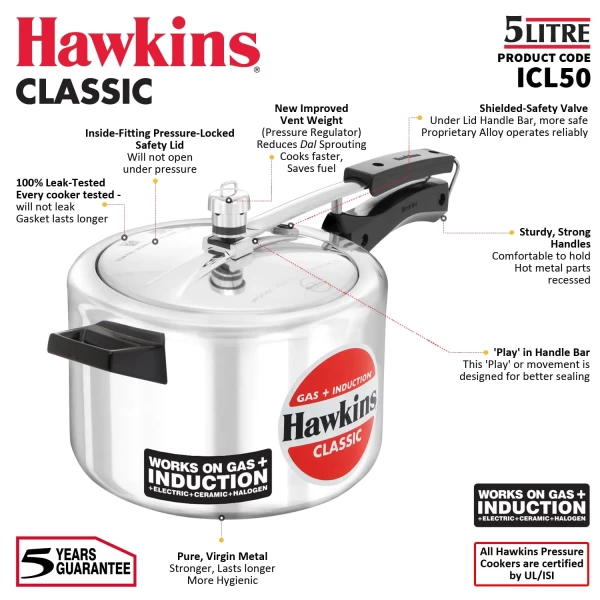 Hawkins®
CLASSIC
5 LITRE
PRODUCT CODE
ICL50
New Improved
Vent Weight
(Pressure Regulator)
Reduces Dal Sprouting
Cooks faster,
Saves fuel
Shielded-Safety Valve
Under Lid Handle Bar, more safe
Proprietary Alloy operates reliably
Inside-Fitting Pressure-Locked
Safety Lid
Will not open
under pressure
100% Leak-Tested
Every cooker tested -
will not leak
Gasket lasts longer
Hawkins
Sturdy, Strong
Handles
Comfortable to hold
Hot metal parts
recessed
'Play' in Handle Bar
This 'Play' or movement is
designed for better sealing
GAS + INDUCTION
Hawkins
CLASSIC
WORKS ON GAS +
INDUCTION
+ELECTRIC+CERAMIC+HALOGEN
WORKS ON GAS +
INDUCTION
+ELECTRIC+CERAMIC+HALOGEN
5 YEARS
GUARANTEE
Pure, Virgin Metal
Stronger, Lasts longer
More Hygienic
All Hawkins Pressure
Cookers are certified
by UL/ISI